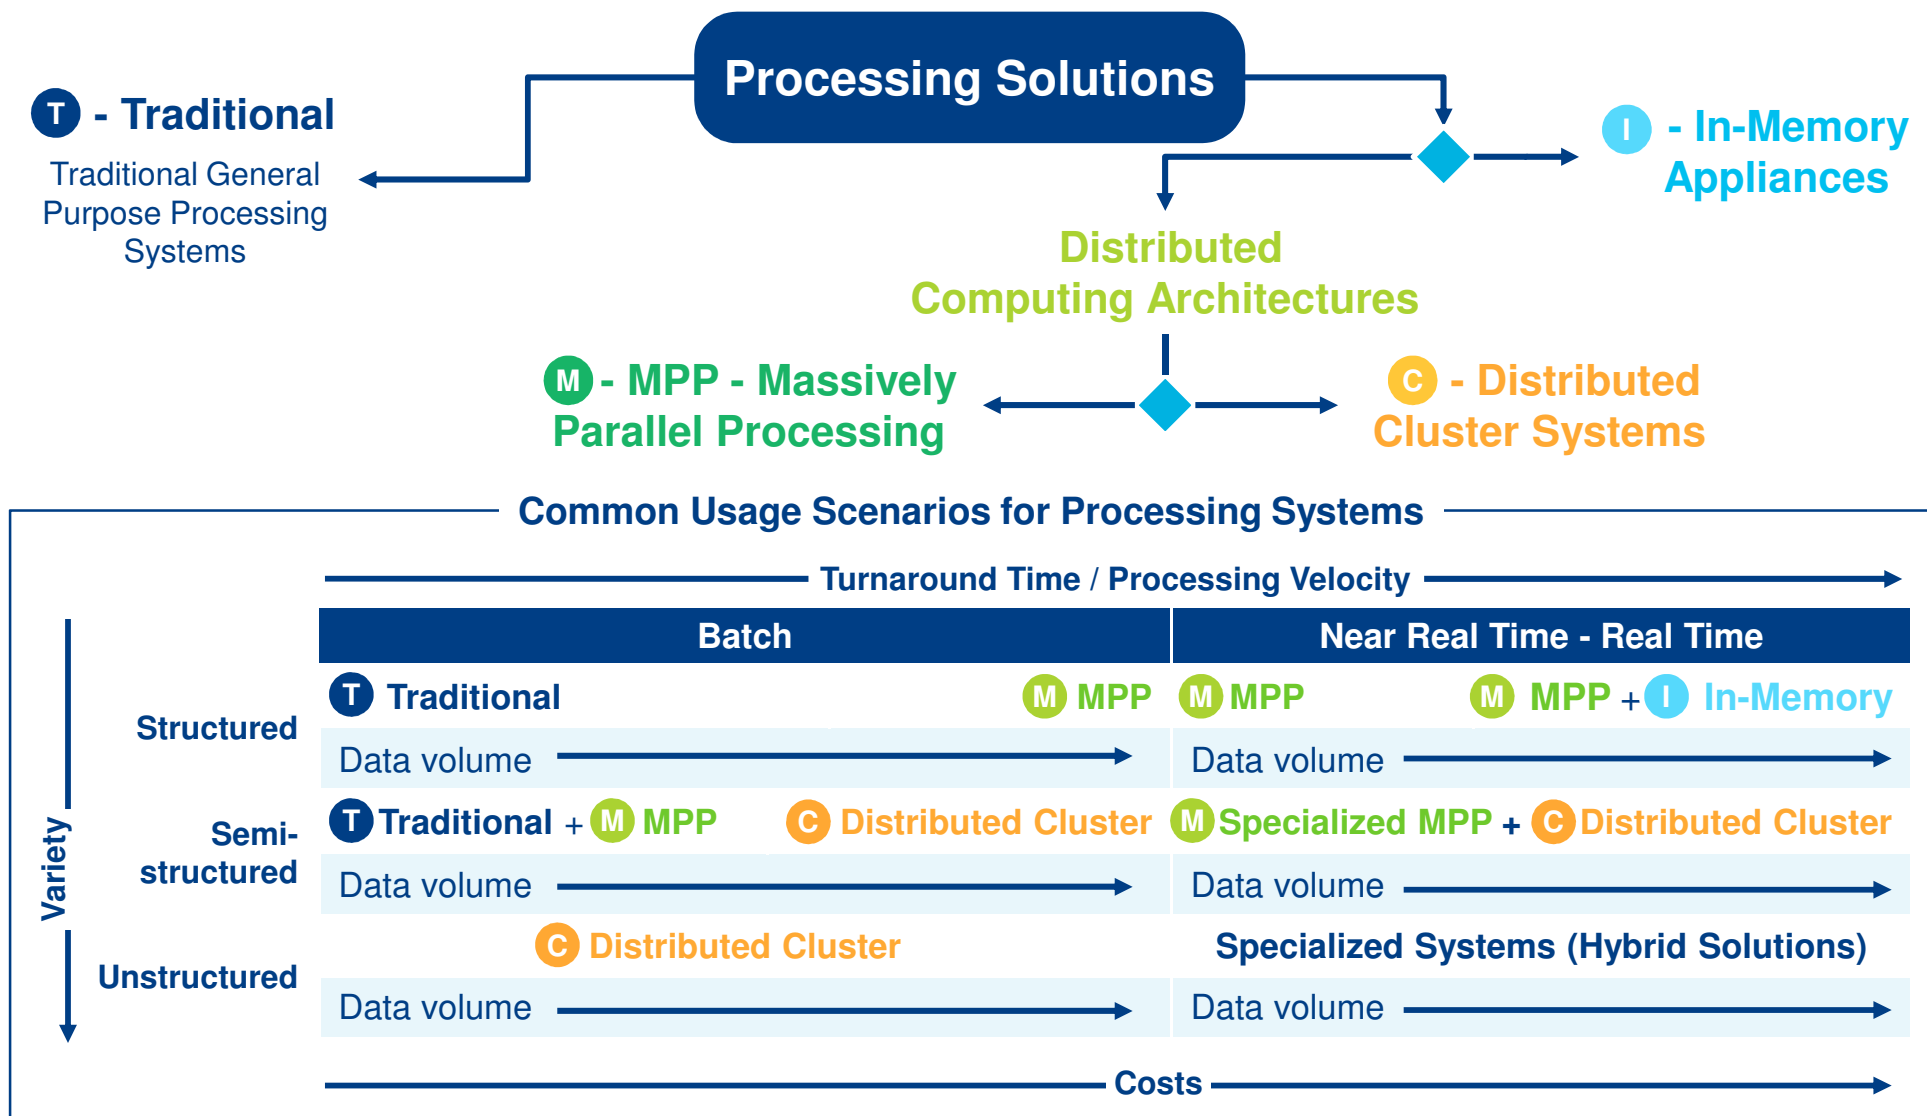 Processing Solutions
T - Traditional
Traditional General
Purpose Processing
Systems
I - In-Memory
Appliances
Distributed
Computing Architectures
M - MPP - Massively
Parallel Processing
C - Distributed
Cluster Systems
Common Usage Scenarios for Processing Systems
Turnaround Time / Processing Velocity
Batch
Near Real Time - Real Time
Variety
Structured
T Traditional
M MPP
M MPP
M MPP + I In-Memory
Data volume
Data volume
Semi-
structured
T Traditional + M MPP
C Distributed Cluster
M Specialized MPP + C Distributed Cluster
Data volume
Data volume
Unstructured
C Distributed Cluster
Specialized Systems (Hybrid Solutions)
Data volume
Data volume
Costs